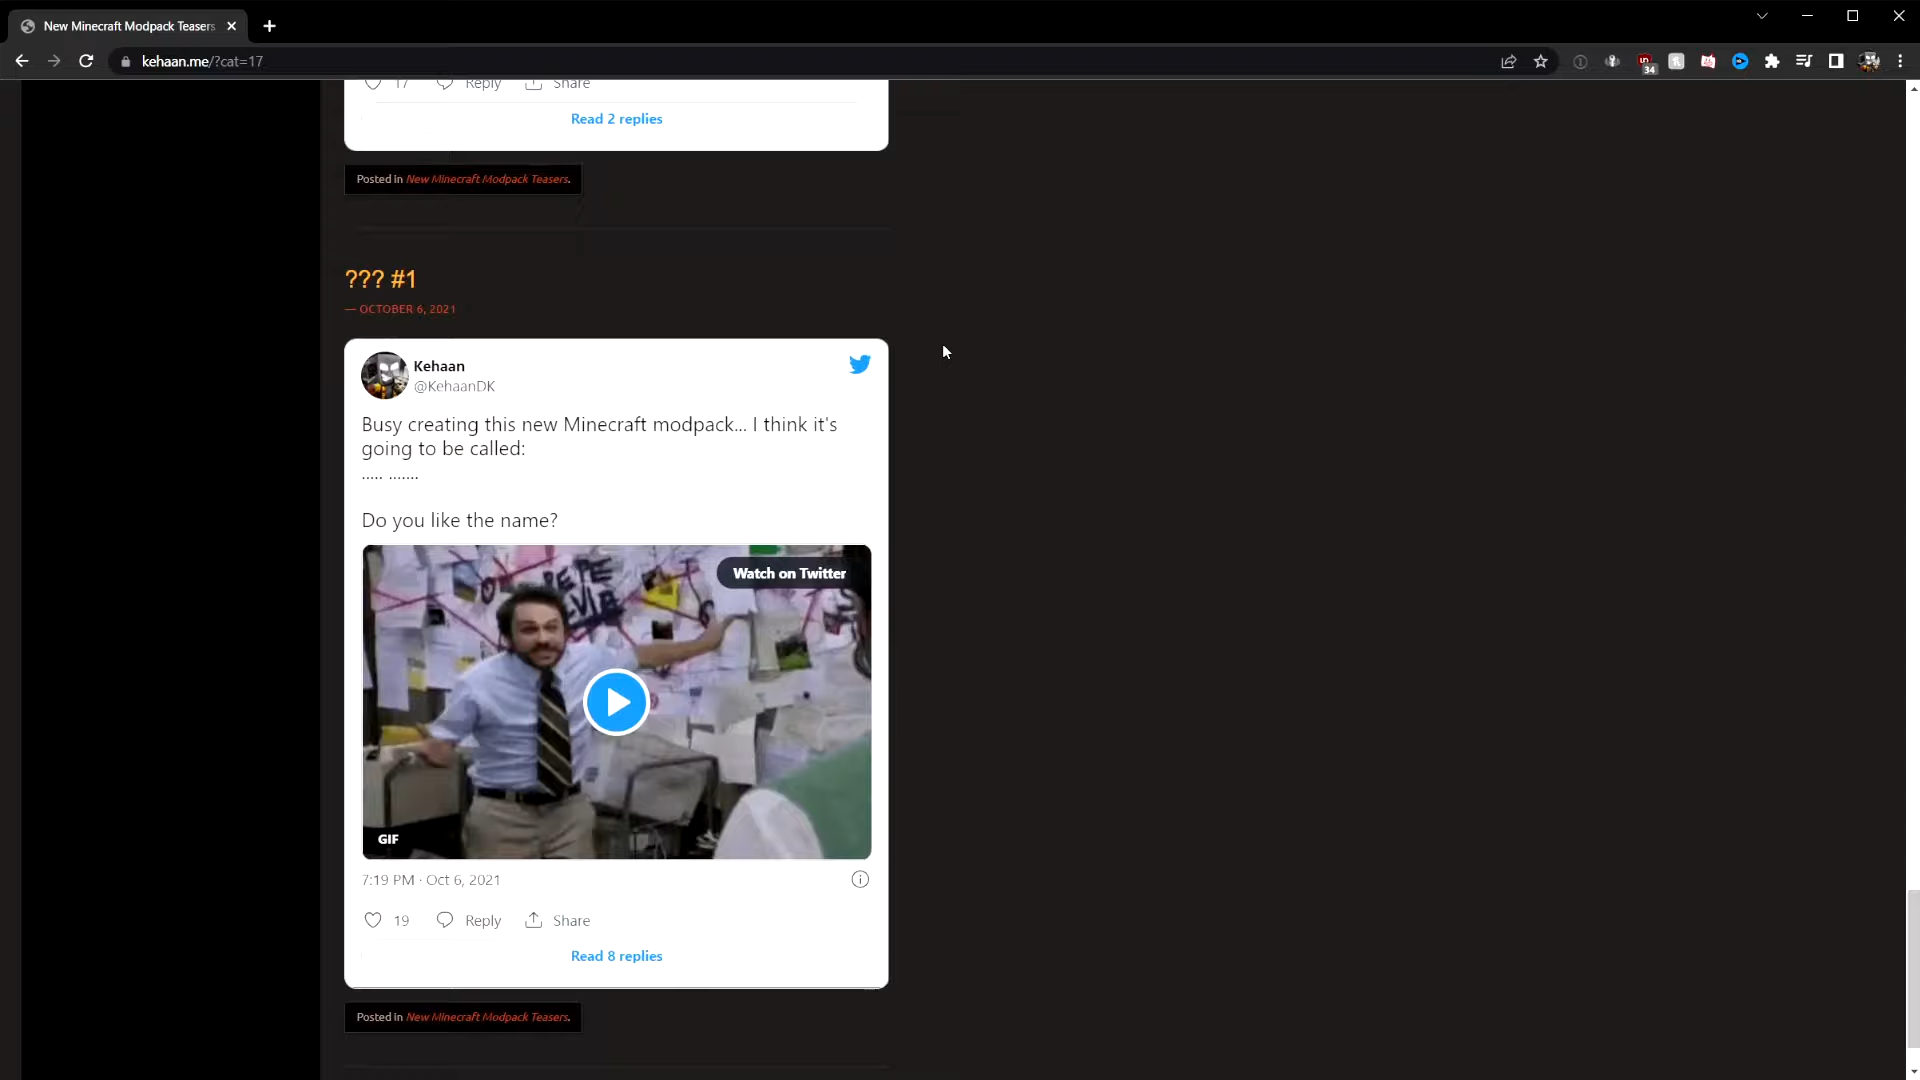 New Minecraft Modpack Teasers
kehaan.me/?cat=17
34
17 Reply Share
Read 2 replies
Posted in New Minecraft Modpack Teasers.
??? #1
— OCTOBER 6, 2021
Kehaan
@KehaanDK
Busy creating this new Minecraft modpack... I think it's
going to be called:
..... .......
Do you like the name?
Watch on Twitter
PEPE
SILVIA
GIF
7:19 PM · Oct 6, 2021
19 Reply Share
Read 8 replies
Posted in New Minecraft Modpack Teasers.